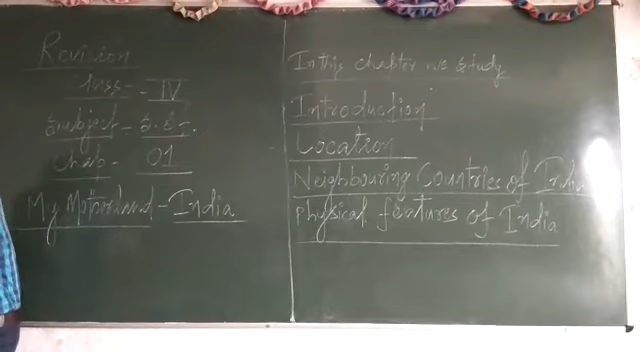 Revision
Class - IV
Subject - S.St.
Chap - 01
My Motherland - India
In this chapter we study
Introduction
Location
Neighbouring Countries of India
Physical features of India